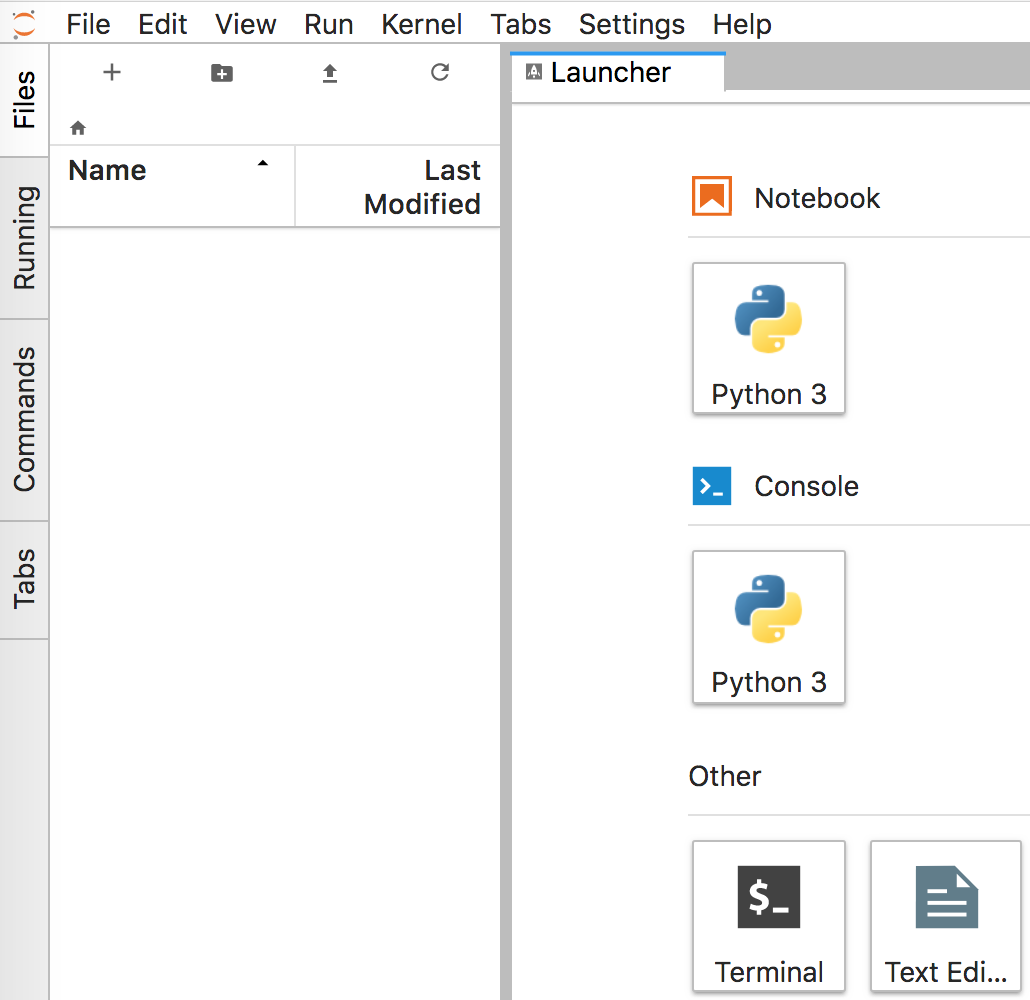 File Edit View Run Kernel Tabs Settings Help
Files
Running
Commands
Tabs
Name
Last
Modified
Launcher
Notebook
Python 3
Console
Python 3
Other
$_
Terminal
Text Edi...